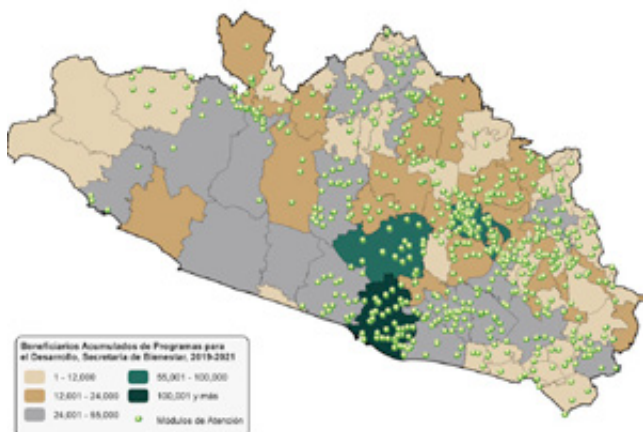 Beneficiarios Acumulados de Programas para
el Desarrollo, Secretaría de Bienestar, 2019-2021
1 - 12,000
12,001 - 24,000
24,001 - 55,000
55,001 - 100,000
100,001 y más
Módulos de Atención